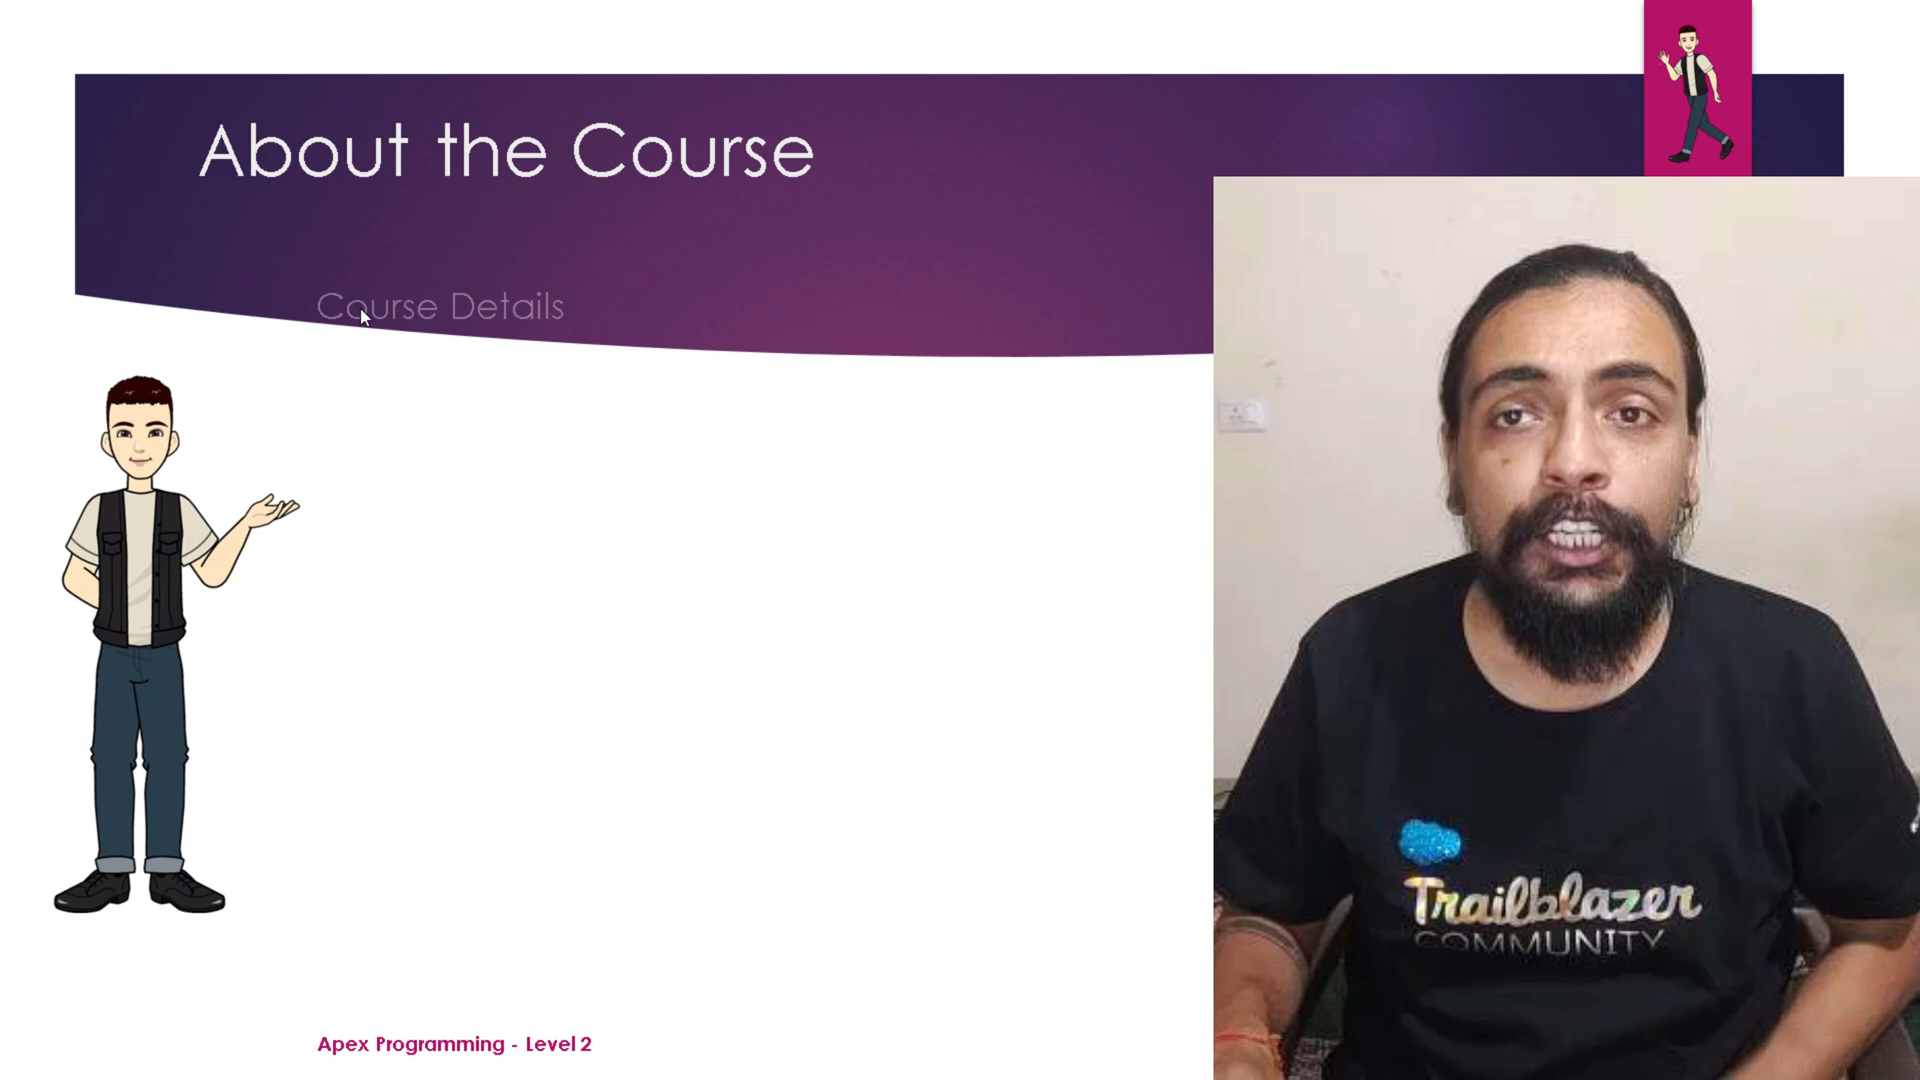 About the Course
Course Details
Trailblazer
COMMUNITY
Apex Programming - Level 2